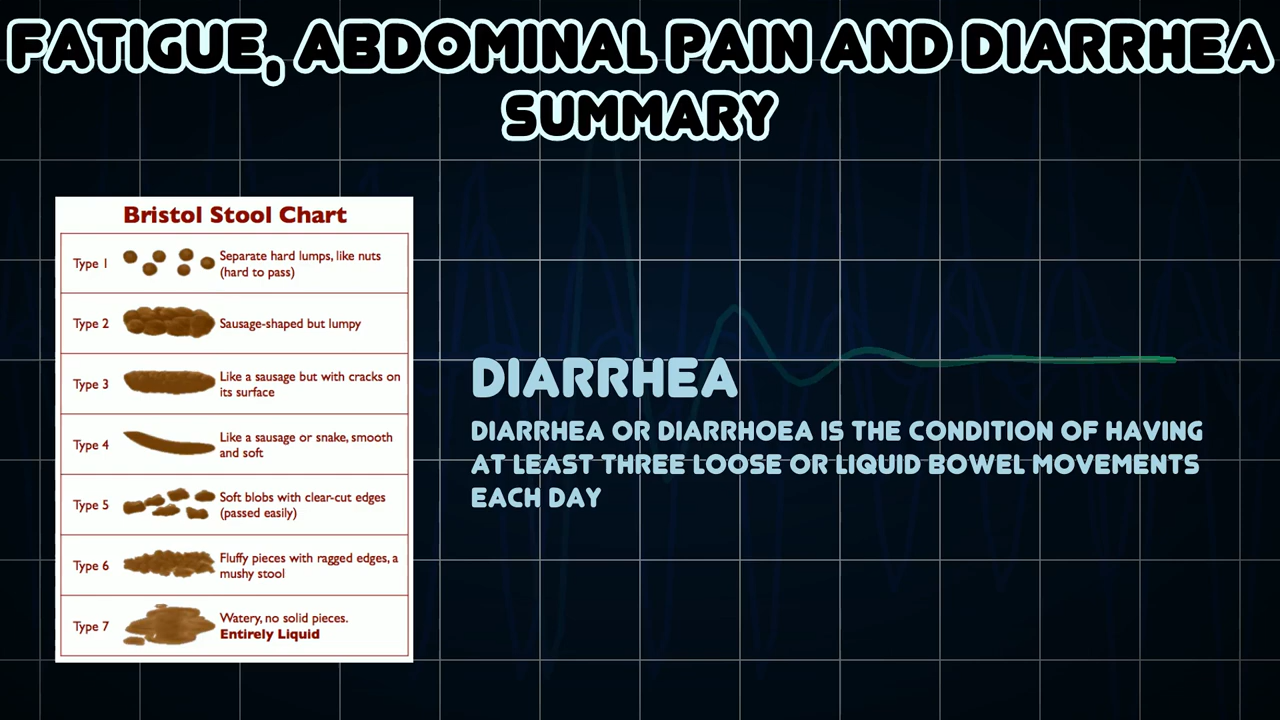 FATIGUE, ABDOMINAL PAIN AND DIARRHEA
SUMMARY
Bristol Stool Chart
Type 1
Separate hard lumps, like nuts
(hard to pass)
Type 2
Sausage-shaped but lumpy
Type 3
Like a sausage but with cracks on
its surface
Type 4
Like a sausage or snake, smooth
and soft
Type 5
Soft blobs with clear-cut edges
(passed easily)
Type 6
Fluffy pieces with ragged edges, a
mushy stool
Type 7
Watery, no solid pieces.
Entirely Liquid
DIARRHEA
DIARRHEA OR DIARRHOEA IS THE CONDITION OF HAVING
AT LEAST THREE LOOSE OR LIQUID BOWEL MOVEMENTS
EACH DAY